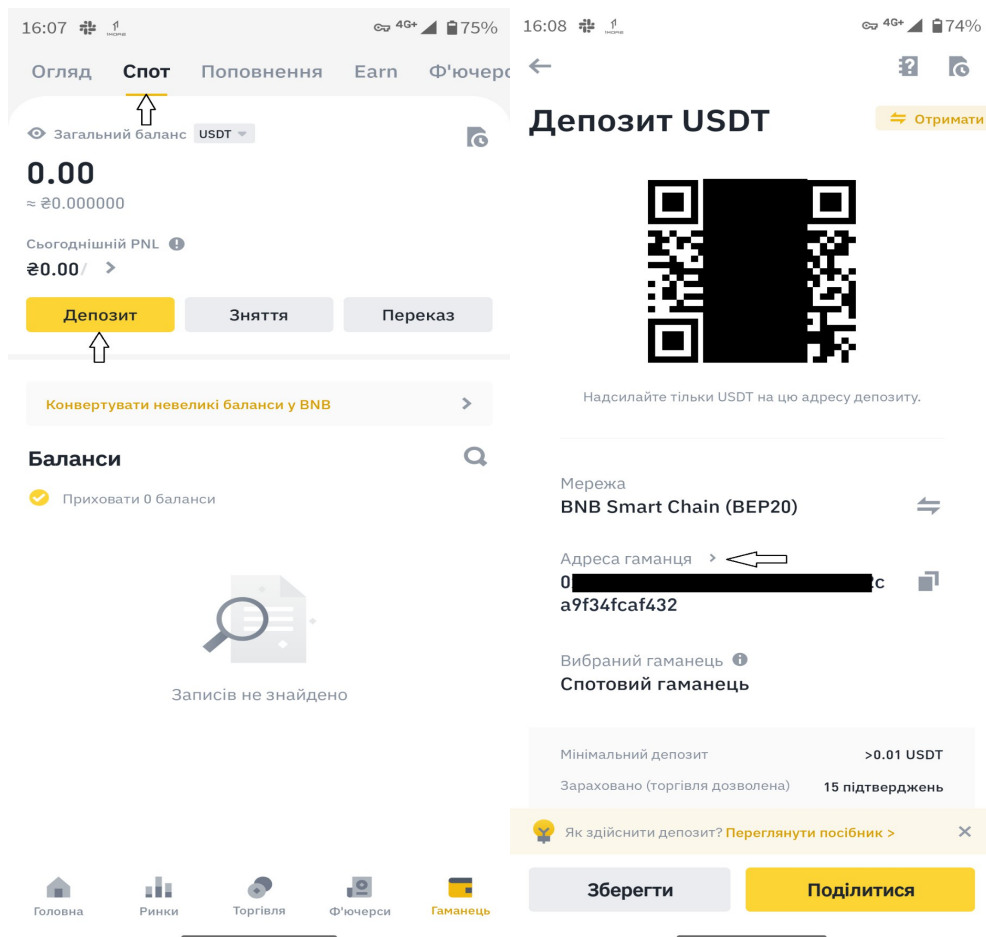 16:07
4G+
75%
Огляд Спот Поповнення Earn Ф'ючерс
Загальний баланс USDT
0.00
≈ ₴0.000000
Сьогоднішній PNL
₴0.00/ >
Депозит Зняття Переказ
Конвертувати невеликі баланси у BNB >
Баланси
Приховати 0 баланси
Записів не знайдено
Головна Ринки Торгівля Ф'ючерси Гаманець
16:08
4G+
74%
Депозит USDT
Отримати
Надсилайте тільки USDT на цю адресу депозиту.
Мережа
BNB Smart Chain (BEP20)
Адреса гаманця >
0
c
a9f34fcaf432
Вибраний гаманець
Спотовий гаманець
Мінімальний депозит >0.01 USDT
Зараховано (торгівля дозволена) 15 підтверджень
Як здійснити депозит? Переглянути посібник >
Зберегти Поділитися